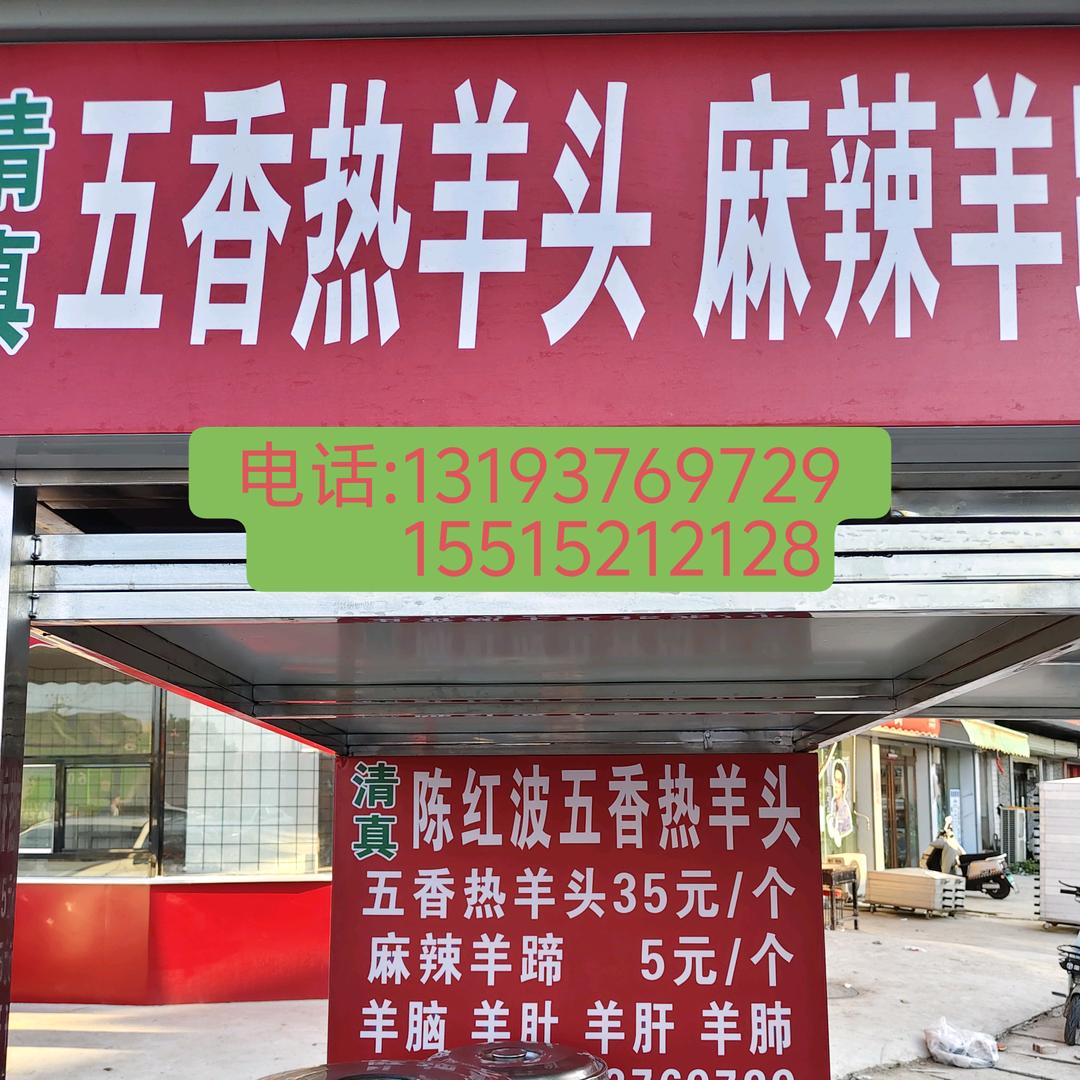 清真
五香热羊头 麻辣羊
电话:13193769729
15515212128
清真
陈红波五香热羊头
五香热羊头35元/个
麻辣羊蹄 5元/个
羊脑 羊肚 羊肝 羊肺